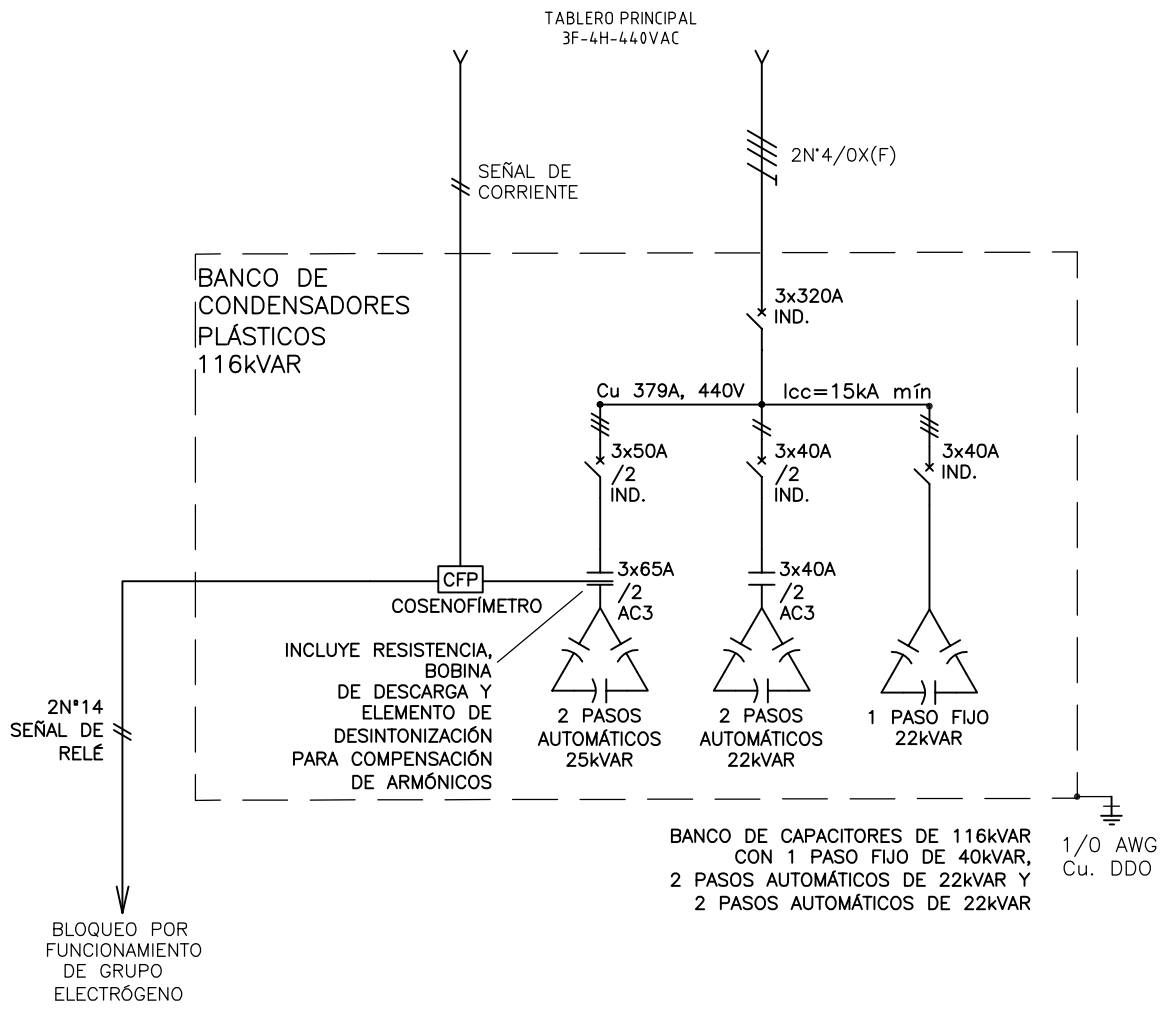 TABLERO PRINCIPAL
3F-4H-440VAC
SEÑAL DE
CORRIENTE
2N°4/0X(F)
BANCO DE
CONDENSADORES
PLÁSTICOS
116kVAR
3x320A
IND.
Cu 379A, 440V
Icc=15kA mín
3x50A
/2
IND.
3x40A
/2
IND.
3x40A
IND.
CFP
COSENOFÍMETRO
3x65A
/2
AC3
3x40A
/2
AC3
INCLUYE RESISTENCIA,
BOBINA
DE DESCARGA Y
ELEMENTO DE
DESINTONIZACIÓN
PARA COMPENSACIÓN
DE ARMÓNICOS
2 PASOS
AUTOMÁTICOS
25kVAR
2 PASOS
AUTOMÁTICOS
22kVAR
1 PASO FIJO
22kVAR
2N°14
SEÑAL DE
RELÉ
BANCO DE CAPACITORES DE 116kVAR
CON 1 PASO FIJO DE 40kVAR,
2 PASOS AUTOMÁTICOS DE 22kVAR Y
2 PASOS AUTOMÁTICOS DE 22kVAR
1/0 AWG
Cu. DDO
BLOQUEO POR
FUNCIONAMIENTO
DE GRUPO
ELECTRÓGENO